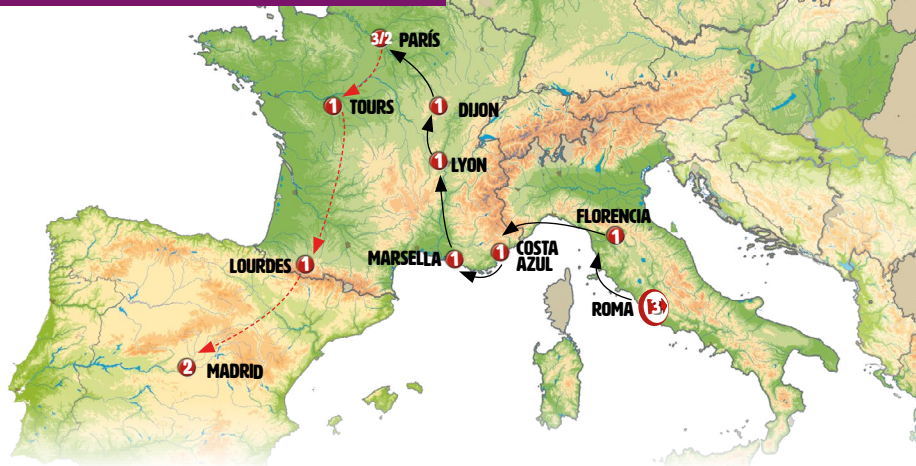 3/2 PARÍS
1 TOURS
1 DIJON
1 LYON
FLORENCIA
1
LOURDES 1
MARSELLA 1
1 COSTA
AZUL
ROMA 3
2 MADRID